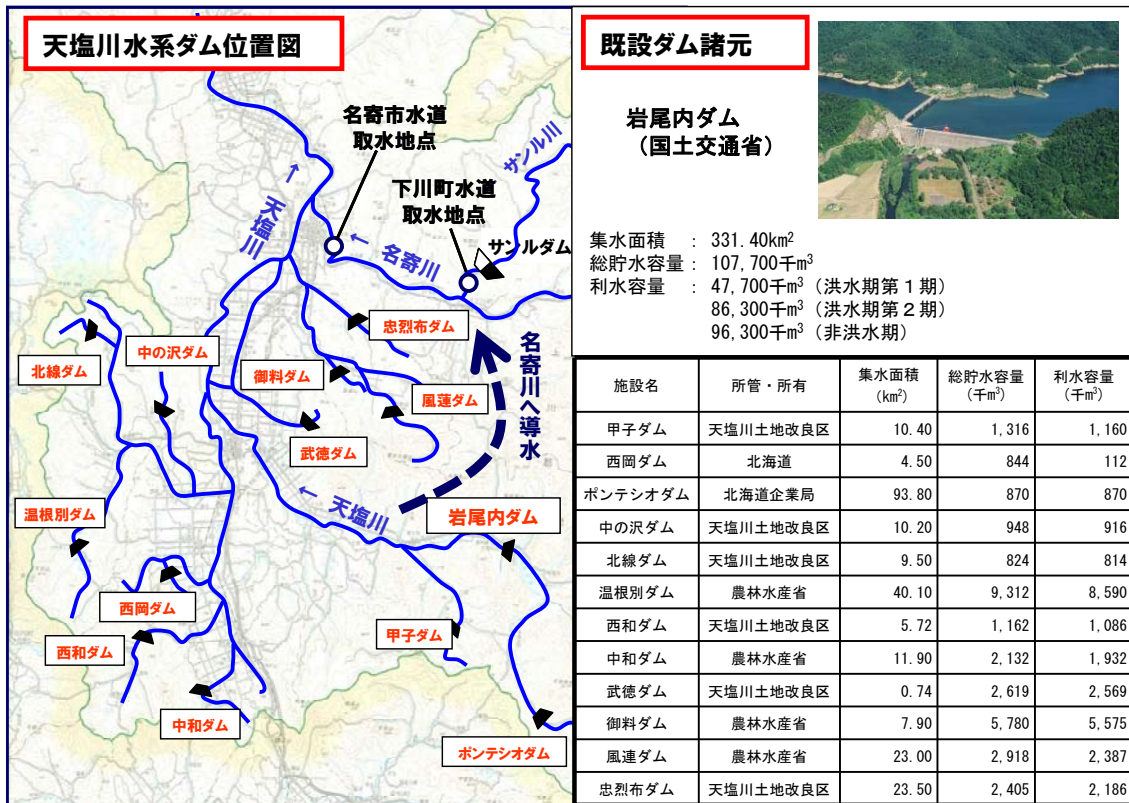 天塩川水系ダム位置図
名寄市水道
取水地点
サンル川
下川町水道
取水地点
サンルダム
← 天塩川
← 名寄川
忠烈布ダム
北線ダム
中の沢ダム
御料ダム
風蓮ダム
武徳ダム
名寄川へ導水
← 天塩川
岩尾内ダム
温根別ダム
西岡ダム
西和ダム
甲子ダム
中和ダム
ポンテシオダム
既設ダム諸元
岩尾内ダム
(国土交通省)
集水面積 : 331.40km²
総貯水容量 : 107,700千m³
利水容量 : 47,700千m³(洪水期第1期)
86,300千m³(洪水期第2期)
96,300千m³(非洪水期)
施設名 所管・所有 集水面積(km²) 総貯水容量(千m³) 利水容量(千m³)
甲子ダム 天塩川土地改良区 10.40 1,316 1,160
西岡ダム 北海道 4.50 844 112
ポンテシオダム 北海道企業局 93.80 870 870
中の沢ダム 天塩川土地改良区 10.20 948 916
北線ダム 天塩川土地改良区 9.50 824 814
温根別ダム 農林水産省 40.10 9,312 8,590
西和ダム 天塩川土地改良区 5.72 1,162 1,086
中和ダム 農林水産省 11.90 2,132 1,932
武徳ダム 天塩川土地改良区 0.74 2,619 2,569
御料ダム 農林水産省 7.90 5,780 5,575
風連ダム 農林水産省 23.00 2,918 2,387
忠烈布ダム 天塩川土地改良区 23.50 2,405 2,186